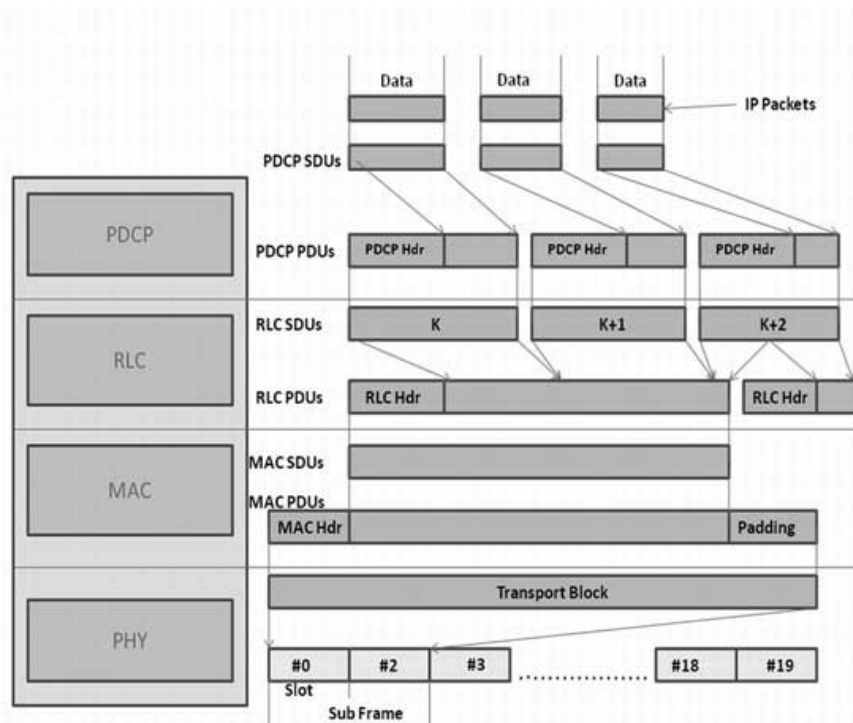 Data Data Data
IP Packets
PDCP SDUs
PDCP
PDCP PDUs PDCP Hdr PDCP Hdr PDCP Hdr
RLC SDUs K K+1 K+2
RLC
RLC PDUs RLC Hdr RLC Hdr
MAC SDUs
MAC
MAC PDUs
MAC Hdr Padding
Transport Block
PHY
#0 #2 #3 .................... #18 #19
Slot
Sub Frame